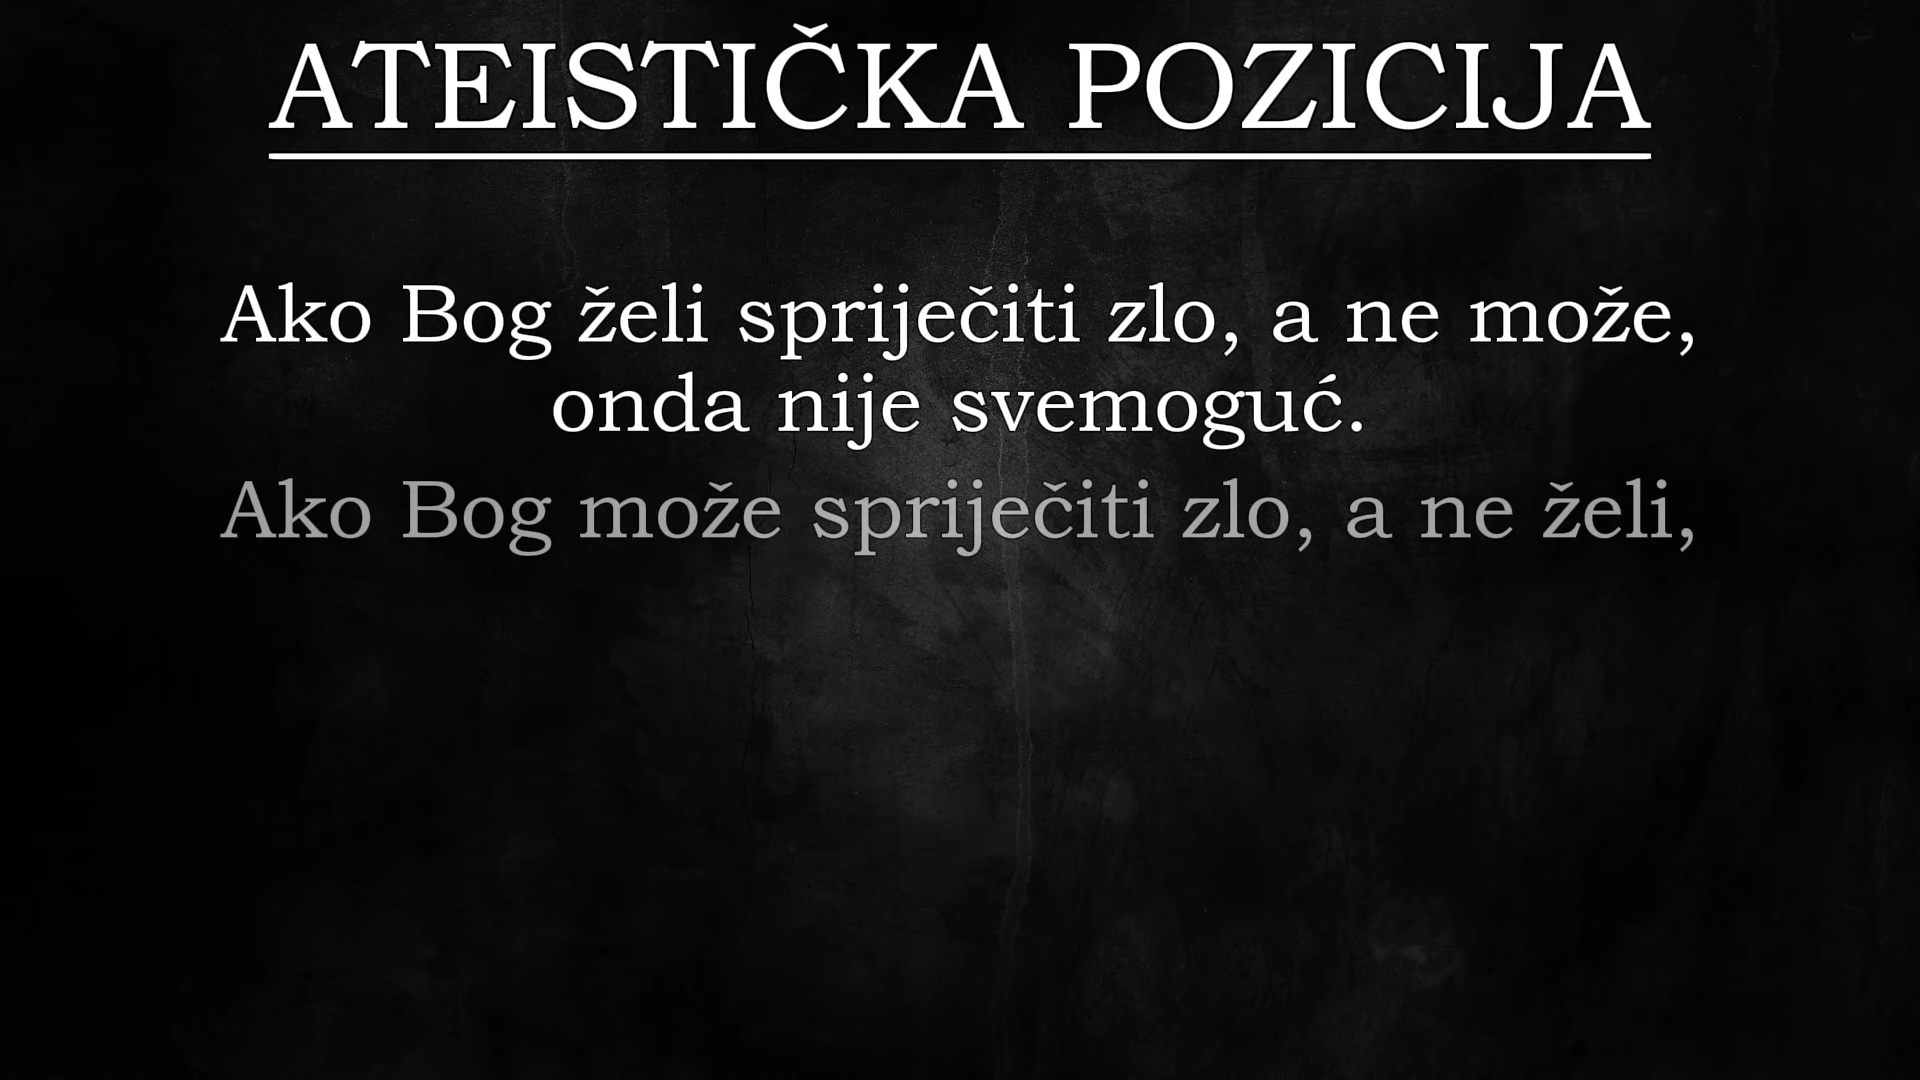 ATEISTIČKA POZICIJA
Ako Bog želi spriječiti zlo, a ne može,
onda nije svemoguć.
Ako Bog može spriječiti zlo, a ne želi,